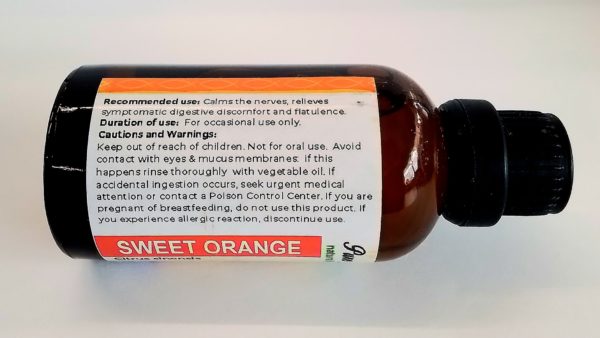 Recommended use: Calms the nerves, relieves
symptomatic digestive discomfort and flatulence.
Duration of use: For occasional use only.
Cautions and Warnings:
Keep out of reach of children. Not for oral use. Avoid
contact with eyes & mucus membranes: if this
happens rinse thoroughly with vegetable oil. If
accidental ingestion occurs, seek urgent medical
attention or contact a Poison Control Center. If you are
pregnant of breastfeeding, do not use this product. If
you experience allergic reaction, discontinue use.
SWEET ORANGE
Citrus sinensis